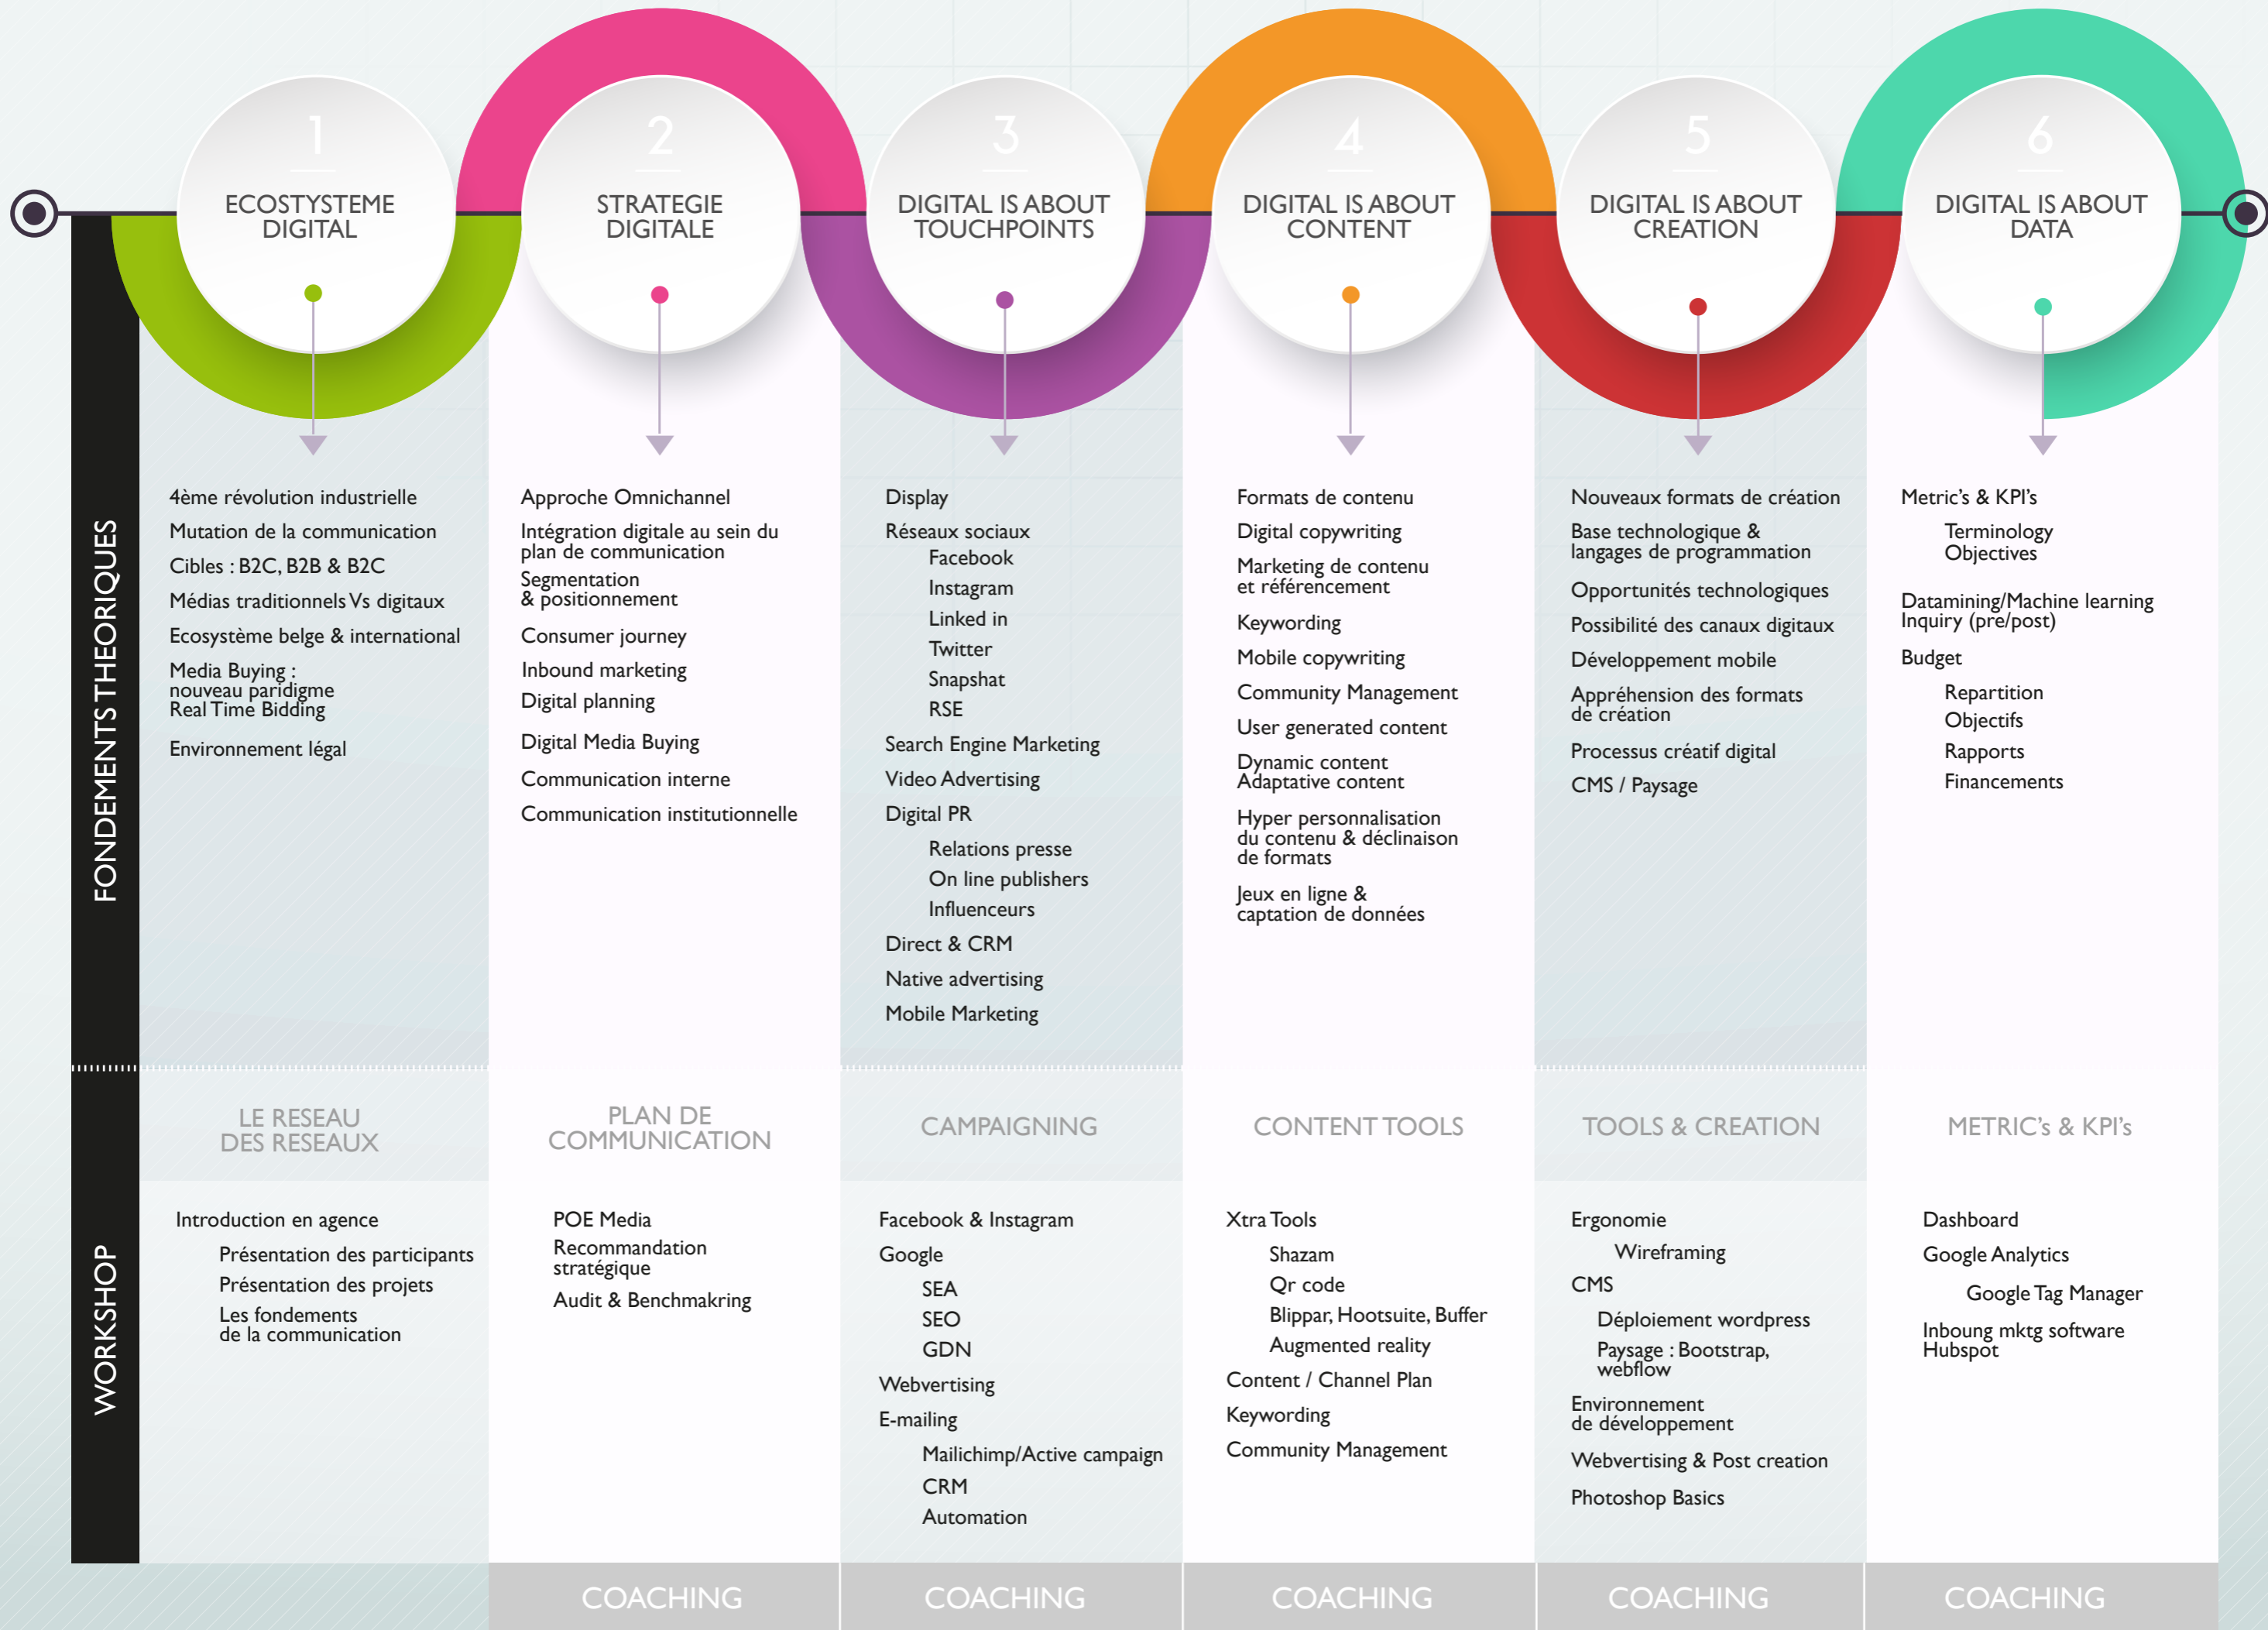 1
ECOSTYSTEME
DIGITAL
2
STRATEGIE
DIGITALE
3
DIGITAL IS ABOUT
TOUCHPOINTS
4
DIGITAL IS ABOUT
CONTENT
5
DIGITAL IS ABOUT
CREATION
6
DIGITAL IS ABOUT
DATA
FONDEMENTS THEORIQUES
4ème révolution industrielle
Mutation de la communication
Cibles : B2C, B2B & B2C
Médias traditionnels Vs digitaux
Ecosystème belge & international
Media Buying :
nouveau paridigme
Real Time Bidding
Environnement légal
Approche Omnichannel
Intégration digitale au sein du
plan de communication
Segmentation
& positionnement
Consumer journey
Inbound marketing
Digital planning
Digital Media Buying
Communication interne
Communication institutionnelle
Display
Réseaux sociaux
Facebook
Instagram
Linked in
Twitter
Snapshat
RSE
Search Engine Marketing
Video Advertising
Digital PR
Relations presse
On line publishers
Influenceurs
Direct & CRM
Native advertising
Mobile Marketing
Formats de contenu
Digital copywriting
Marketing de contenu
et référencement
Keywording
Mobile copywriting
Community Management
User generated content
Dynamic content
Adaptative content
Hyper personnalisation
du contenu & déclinaison
de formats
Jeux en ligne &
captation de données
Nouveaux formats de création
Base technologique &
langages de programmation
Opportunités technologiques
Possibilité des canaux digitaux
Développement mobile
Appréhension des formats
de création
Processus créatif digital
CMS / Paysage
Metric's & KPI's
Terminology
Objectives
Datamining/Machine learning
Inquiry (pre/post)
Budget
Repartition
Objectifs
Rapports
Financements
WORKSHOP
LE RESEAU
DES RESEAUX
Introduction en agence
Présentation des participants
Présentation des projets
Les fondements
de la communication
PLAN DE
COMMUNICATION
POE Media
Recommandation
stratégique
Audit & Benchmakring
CAMPAIGNING
Facebook & Instagram
Google
SEA
SEO
GDN
Webvertising
E-mailing
Mailichimp/Active campaign
CRM
Automation
CONTENT TOOLS
Xtra Tools
Shazam
Qr code
Blippar, Hootsuite, Buffer
Augmented reality
Content / Channel Plan
Keywording
Community Management
TOOLS & CREATION
Ergonomie
Wireframing
CMS
Déploiement wordpress
Paysage : Bootstrap,
webflow
Environnement
de développement
Webvertising & Post creation
Photoshop Basics
METRIC's & KPI's
Dashboard
Google Analytics
Google Tag Manager
Inboung mktg software
Hubspot
COACHING
COACHING
COACHING
COACHING
COACHING